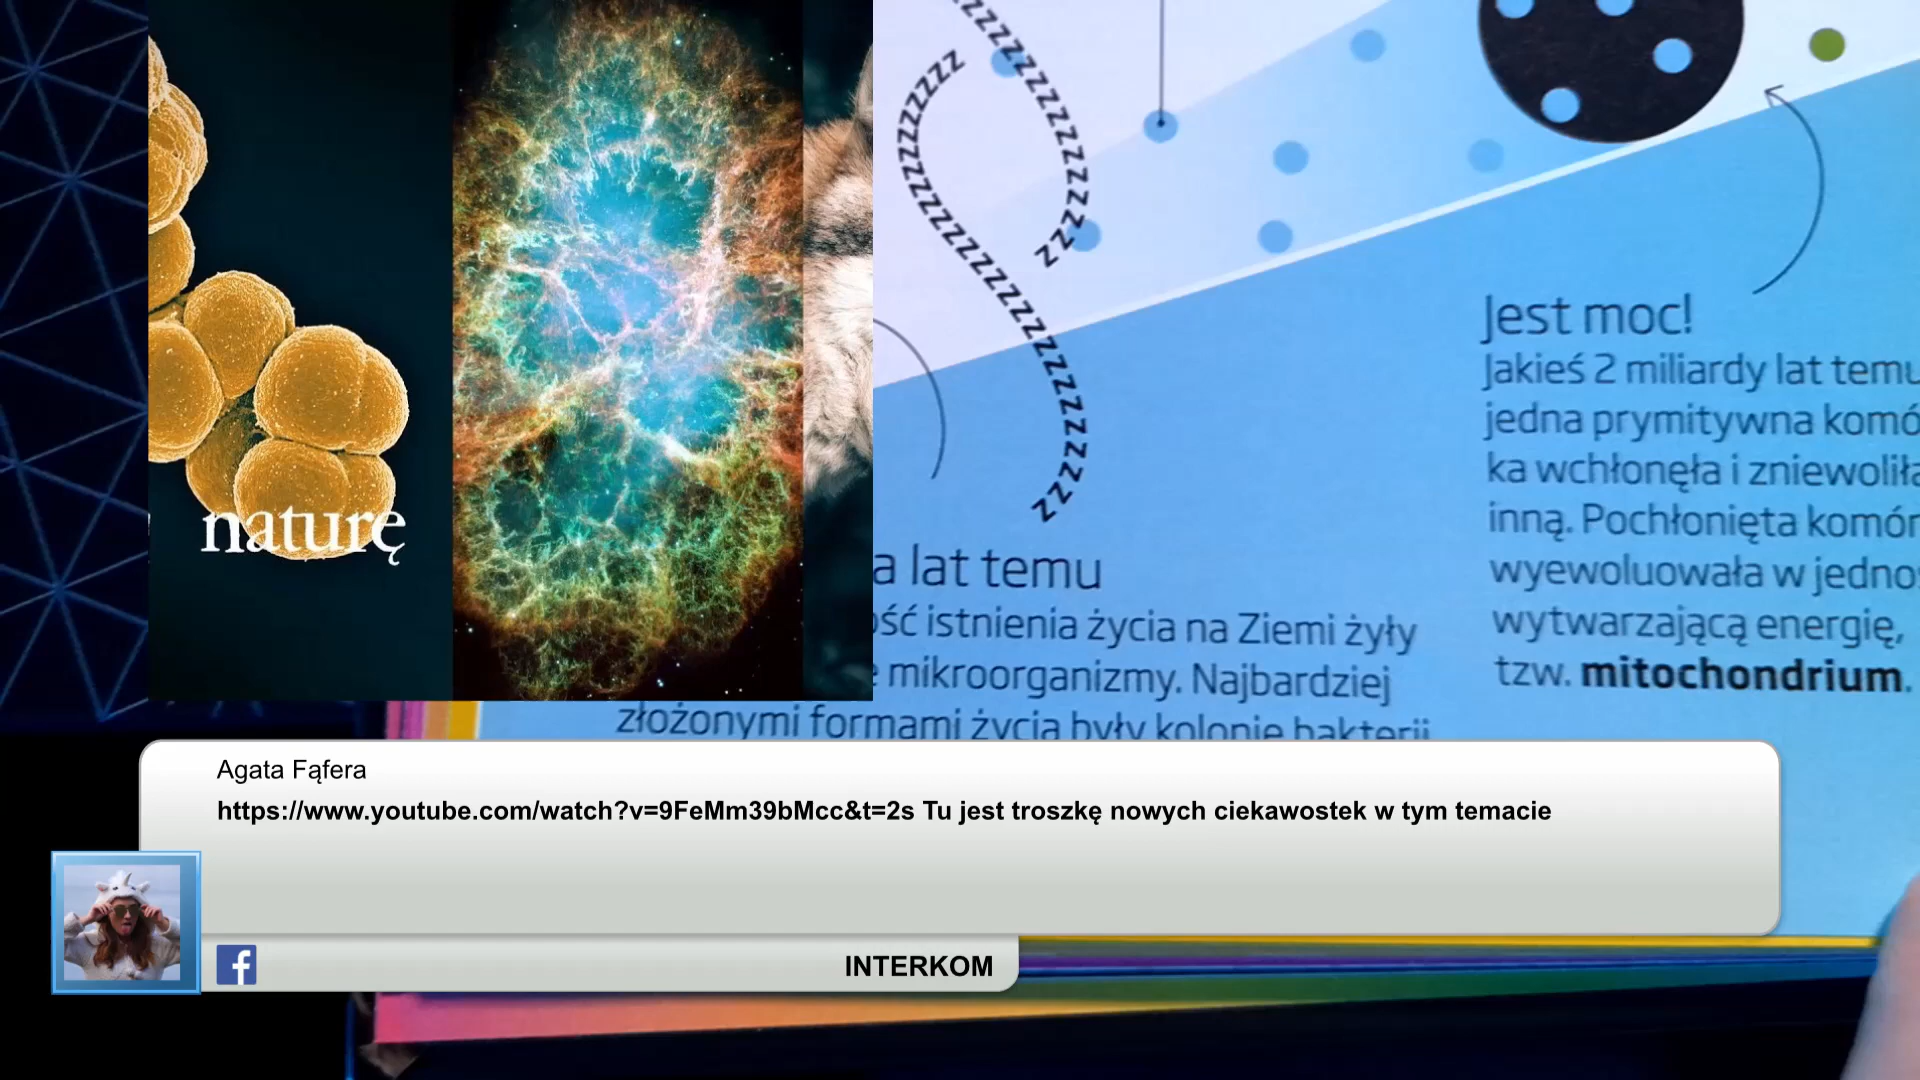 naturę
Jest moc!
Jakieś 2 miliardy lat temu
jedna prymitywna komó
ka wchłonęła i zniewoliła
inną. Pochłonięta komór
wyewoluowała w jedno
wytwarzającą energię,
tzw. mitochondrium.
a lat temu
ość istnienia życia na Ziemi żyły
e mikroorganizmy. Najbardziej
złożonymi formami życia były kolonie bakterii
Agata Fąfera
https://www.youtube.com/watch?v=9FeMm39bMcc&t=2s Tu jest troszkę nowych ciekawostek w tym temacie
INTERKOM